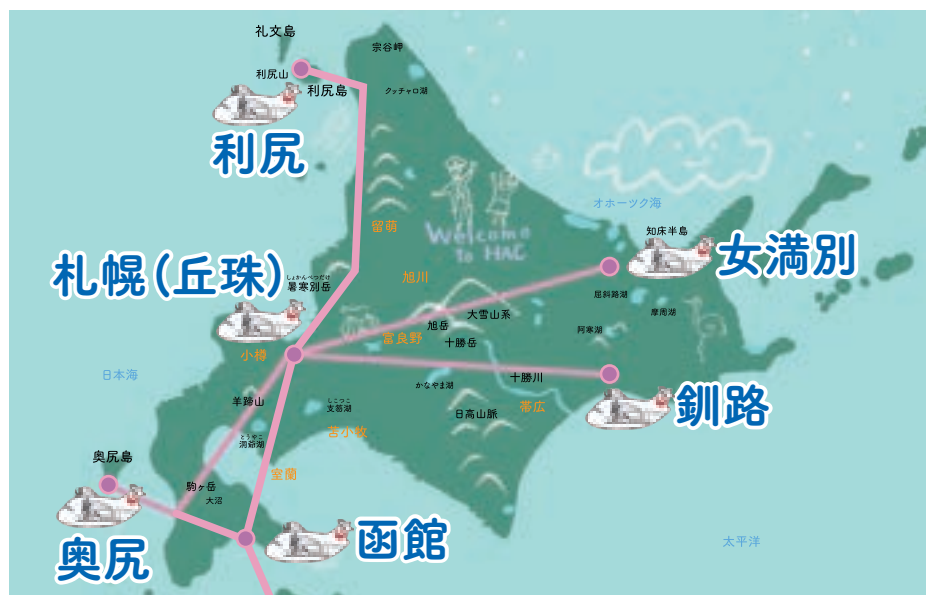 礼文島
宗谷岬
利尻山
利尻島
クッチャロ湖
利尻
オホーツク海
留萌
Welcome
To HAC
知床半島
女満別
札幌(丘珠)
しょかんべつだけ
暑寒別岳
旭川
屈斜路湖
大雪山系
摩周湖
旭岳
阿寒湖
富良野
十勝岳
小樽
日本海
かなやま湖
十勝川
釧路
羊蹄山
しこつこ
支笏湖
帯広
日高山脈
苫小牧
とうやこ
洞爺湖
奥尻島
室蘭
駒ヶ岳
大沼
奥尻
函館
太平洋